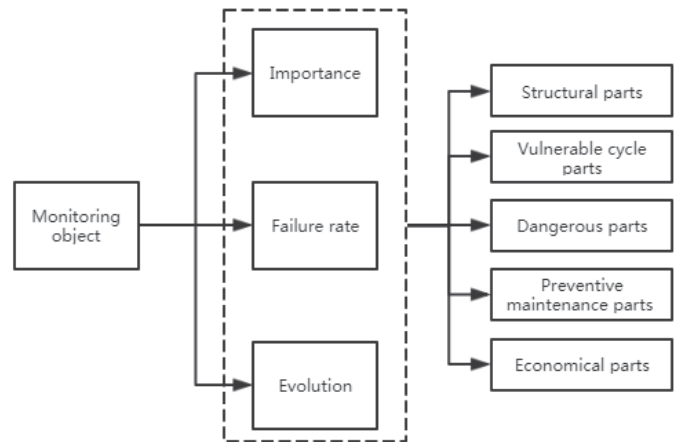 Monitoring
object
Importance
Failure rate
Evolution
Structural parts
Vulnerable cycle
parts
Dangerous parts
Preventive
maintenance parts
Economical parts